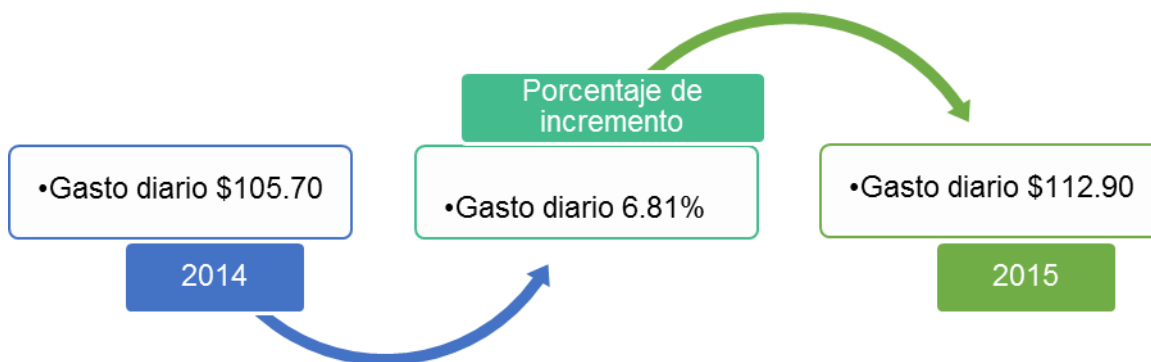 •Gasto diario $105.70
2014
Porcentaje de
incremento
•Gasto diario 6.81%
•Gasto diario $112.90
2015